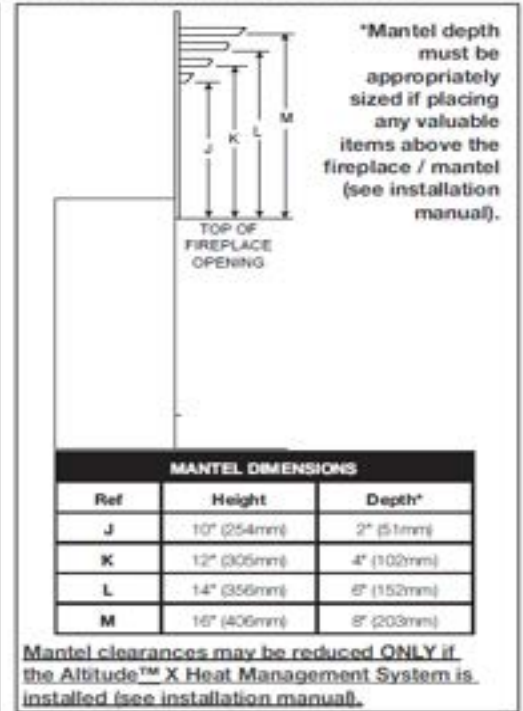 *Mantel depth
must be
appropriately
sized if placing
any valuable
items above the
fireplace / mantel
(see installation
manual).
J
K
L
M
TOP OF
FIREPLACE
OPENING
MANTEL DIMENSIONS
Ref Height Depth*
J 10" (254mm) 2" (51mm)
K 12" (305mm) 4" (102mm)
L 14" (356mm) 6" (152mm)
M 16" (406mm) 8" (203mm)
Mantel clearances may be reduced ONLY if
the Altitude™ X Heat Management System is
installed (see installation manual).